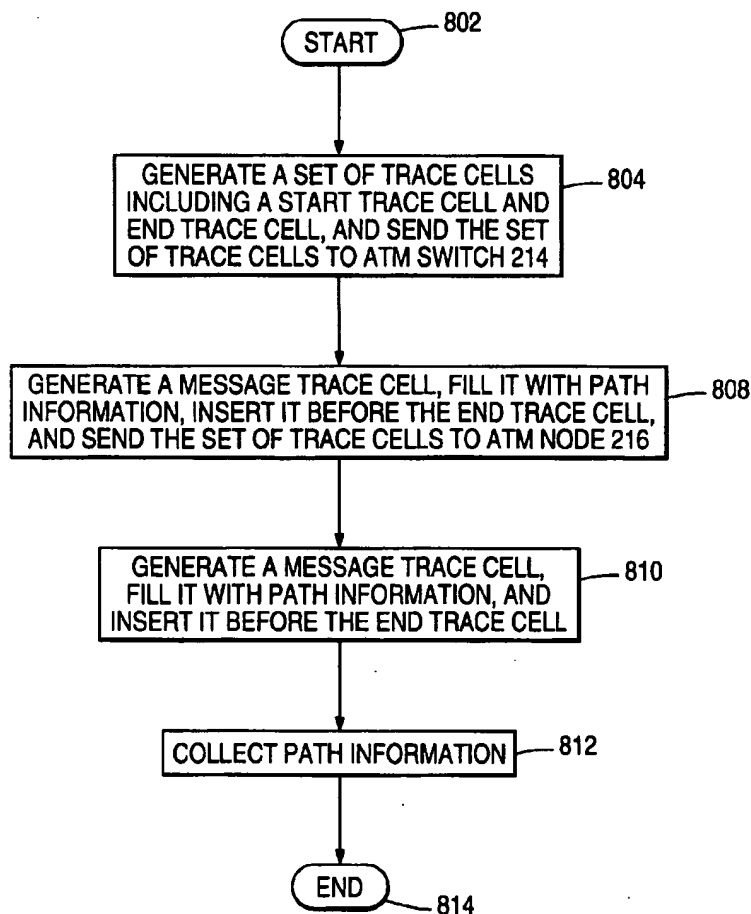 START
802
GENERATE A SET OF TRACE CELLS
INCLUDING A START TRACE CELL AND
END TRACE CELL, AND SEND THE SET
OF TRACE CELLS TO ATM SWITCH 214
804
GENERATE A MESSAGE TRACE CELL, FILL IT WITH PATH
INFORMATION, INSERT IT BEFORE THE END TRACE CELL,
AND SEND THE SET OF TRACE CELLS TO ATM NODE 216
808
GENERATE A MESSAGE TRACE CELL,
FILL IT WITH PATH INFORMATION, AND
INSERT IT BEFORE THE END TRACE CELL
810
COLLECT PATH INFORMATION
812
END
814